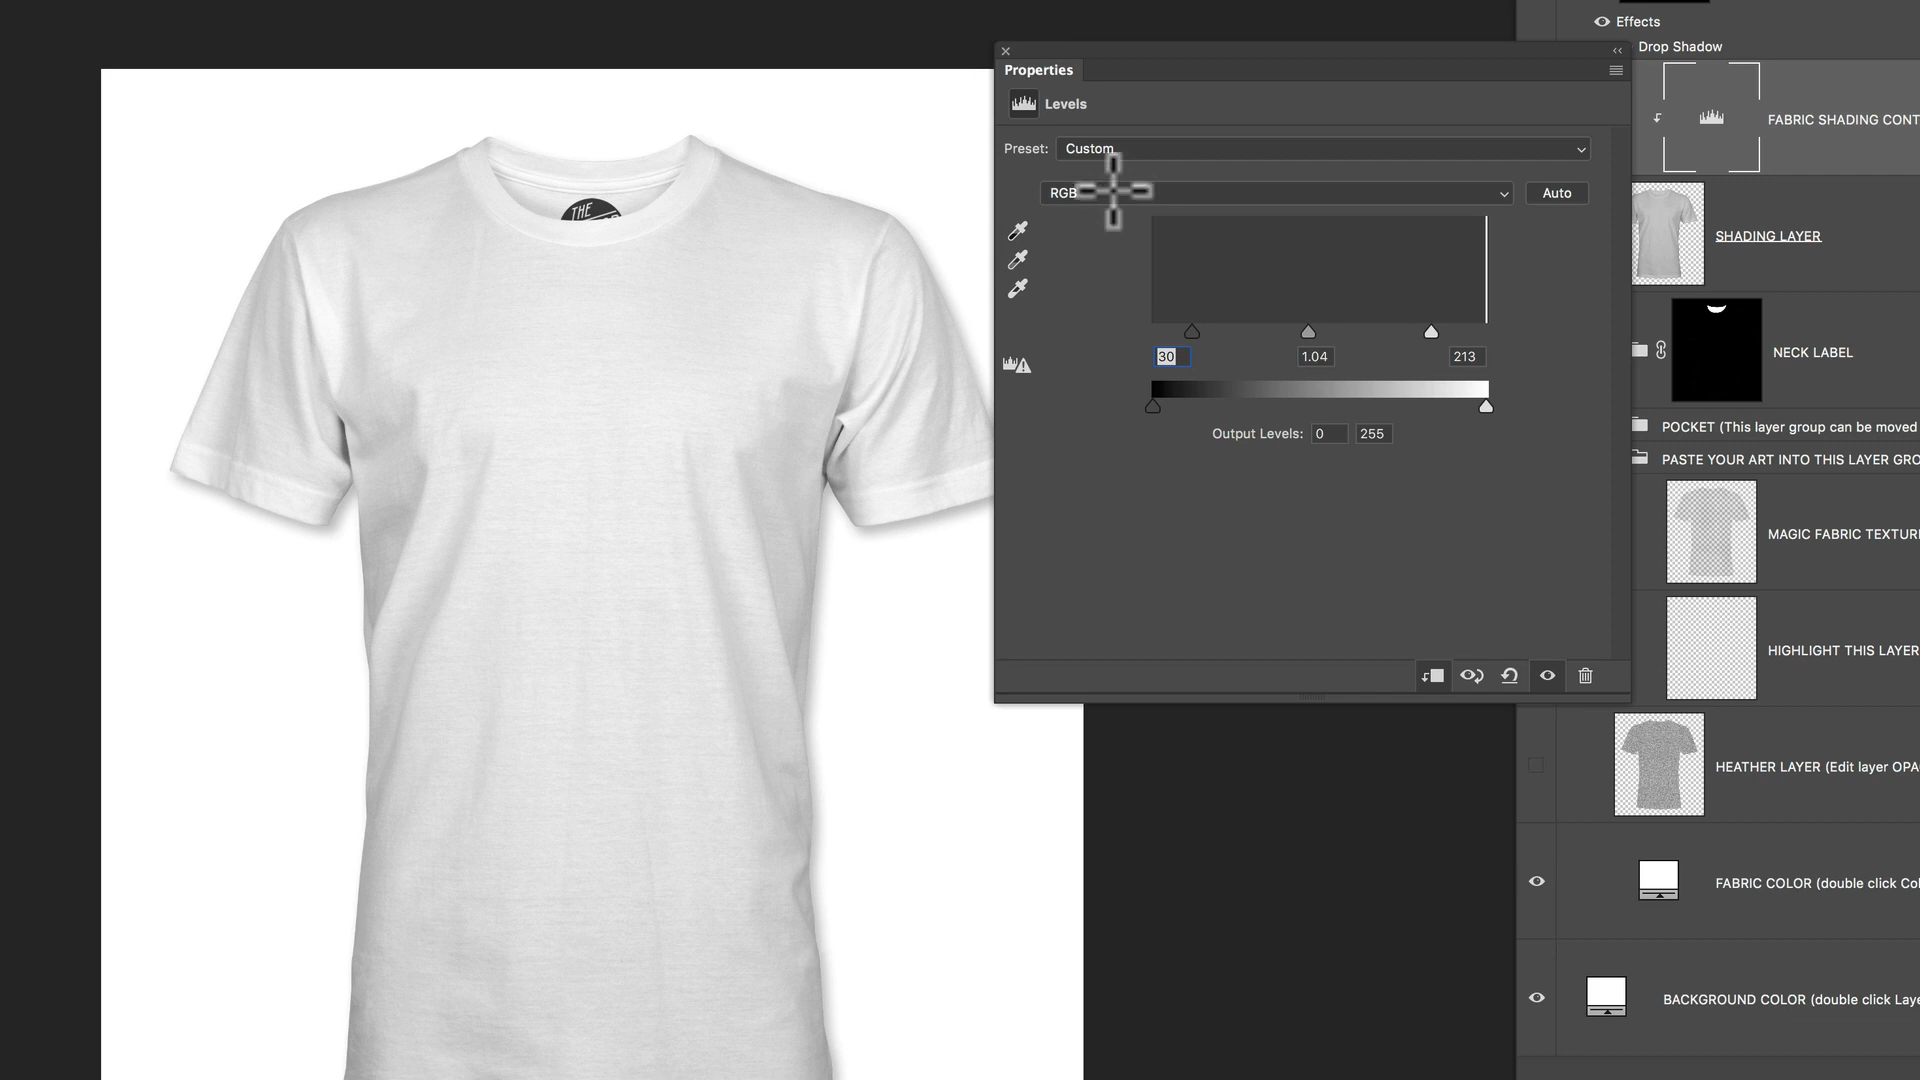 Effects
Drop Shadow
Properties
Levels
Preset: Custom
RGB
Auto
30
1.04
213
Output Levels: 0 255
THE
FABRIC SHADING CONT
SHADING LAYER
NECK LABEL
POCKET (This layer group can be moved
PASTE YOUR ART INTO THIS LAYER GRO
MAGIC FABRIC TEXTUR
HIGHLIGHT THIS LAYER
HEATHER LAYER (Edit layer OPA
FABRIC COLOR (double click Col
BACKGROUND COLOR (double click Laye